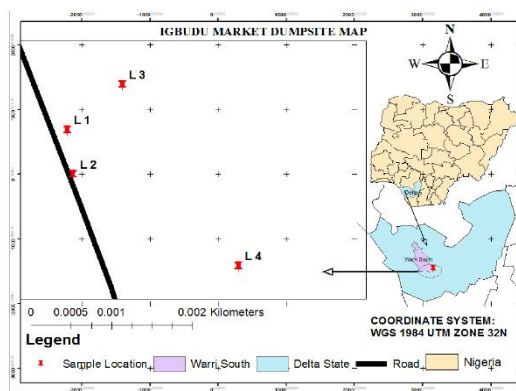 IGBUDU MARKET DUMPSITE MAP
N
W E
S
L 3
L 1
L 2
L 4
Delta
Warri South
0 0.0005 0.001 0.002 Kilometers
COORDINATE SYSTEM:
WGS 1984 UTM ZONE 32N
Legend
Sample Location Warri South Delta State Road Nigeria